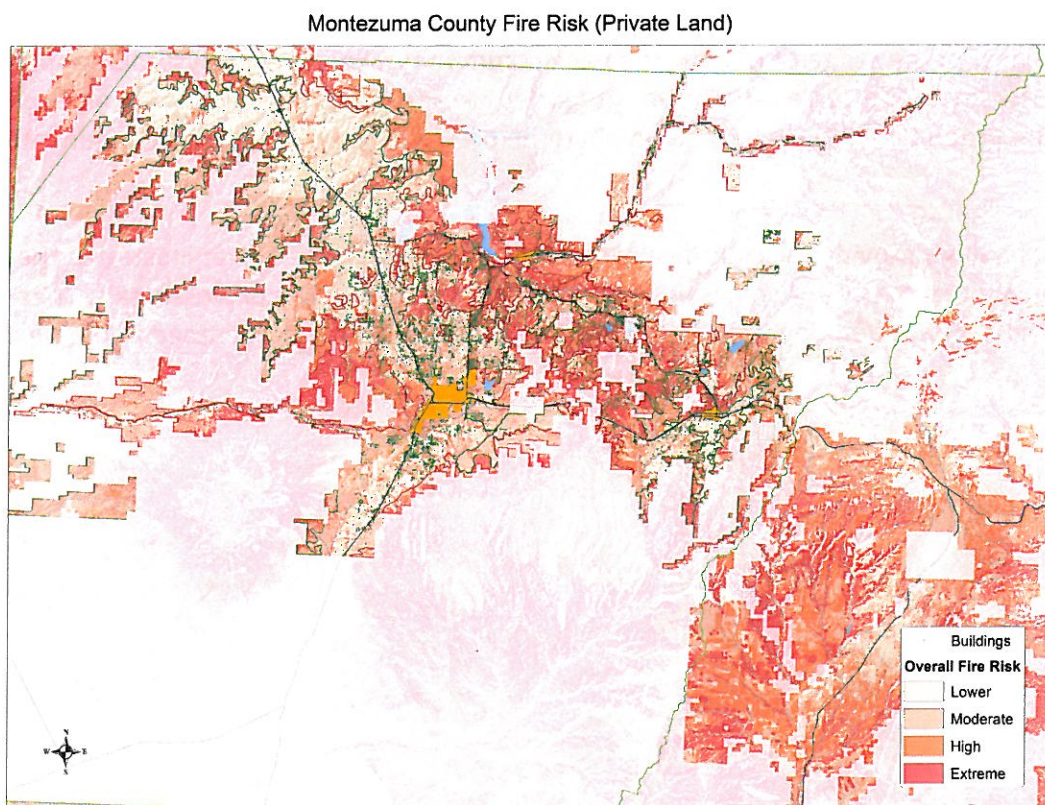 Montezuma County Fire Risk (Private Land)
Buildings
Overall Fire Risk
Lower
Moderate
High
Extreme
N
W E
S